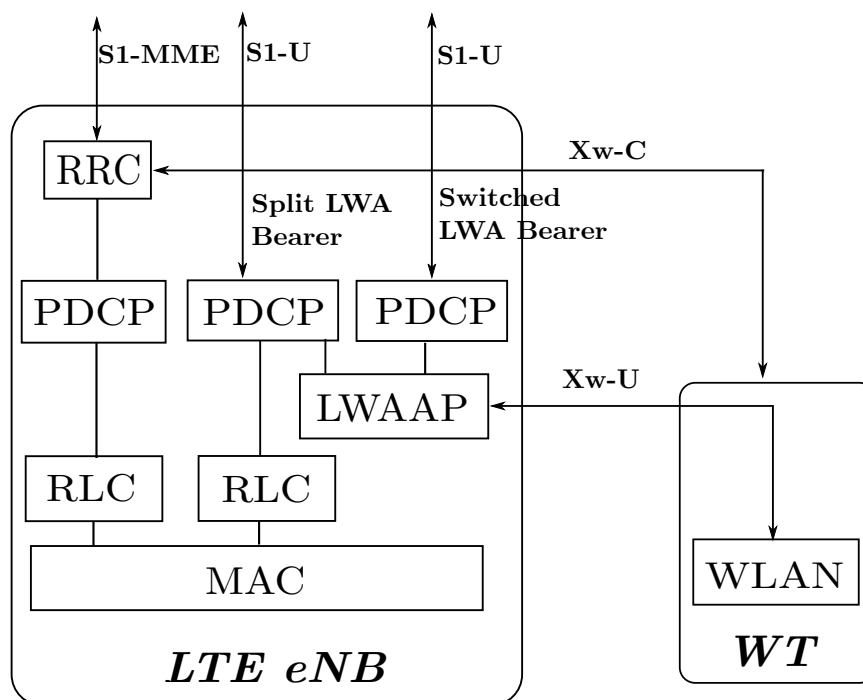 S1-MME
S1-U
S1-U
Xw-C
RRC
Split LWA
Bearer
Switched
LWA Bearer
PDCP
PDCP
PDCP
Xw-U
LWAAP
RLC
RLC
MAC
WLAN
LTE eNB
WT